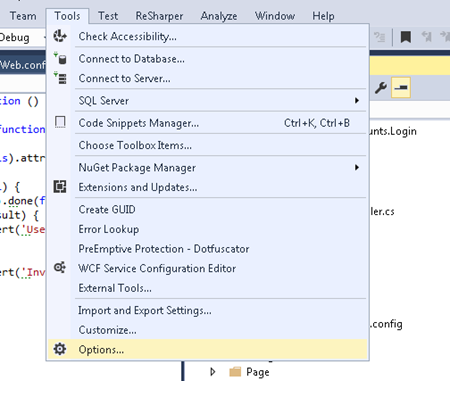 Team Tools Test ReSharper Analyze Window Help
Debug
Web.conf
Check Accessibility...
Connect to Database...
Connect to Server...
tion ()
SQL Server
function
Code Snippets Manager... Ctrl+K, Ctrl+B
unts.Login
Choose Toolbox Items...
s).attr
NuGet Package Manager
) {
Extensions and Updates...
.done(f
Create GUID
ler.cs
sult) {
Error Lookup
ert('Use
PreEmptive Protection - Dotfuscator
WCF Service Configuration Editor
ert('Inv
External Tools...
Import and Export Settings...
.config
Customize...
Options...
Page